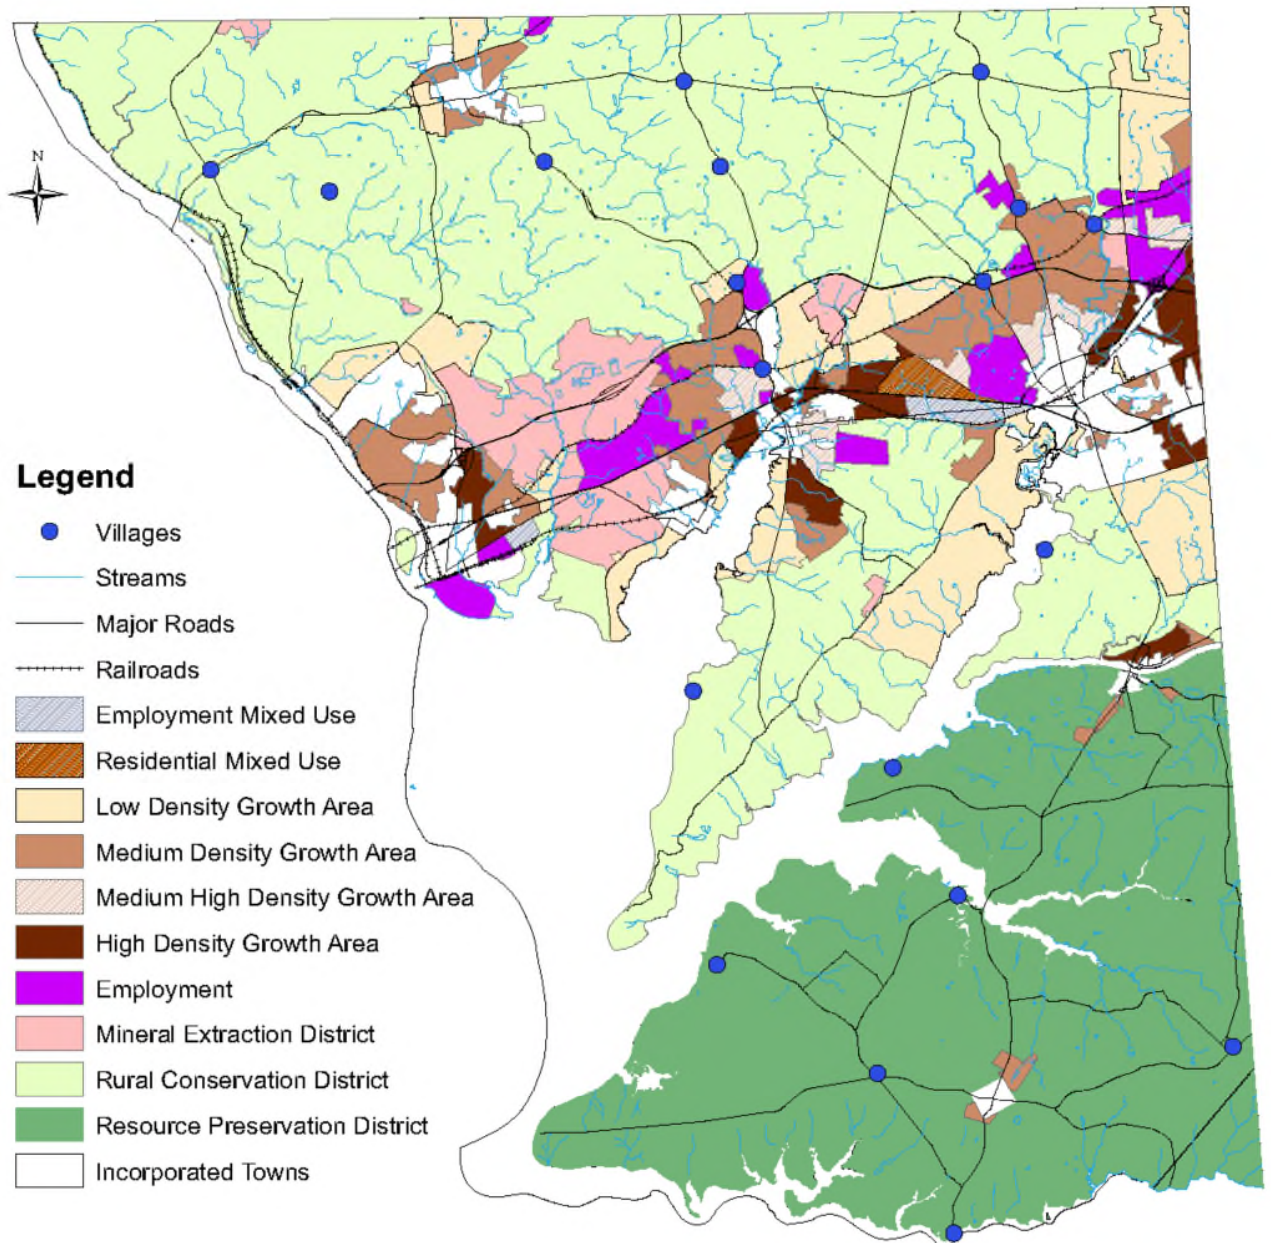 N
Legend
Villages
Streams
Major Roads
Railroads
Employment Mixed Use
Residential Mixed Use
Low Density Growth Area
Medium Density Growth Area
Medium High Density Growth Area
High Density Growth Area
Employment
Mineral Extraction District
Rural Conservation District
Resource Preservation District
Incorporated Towns